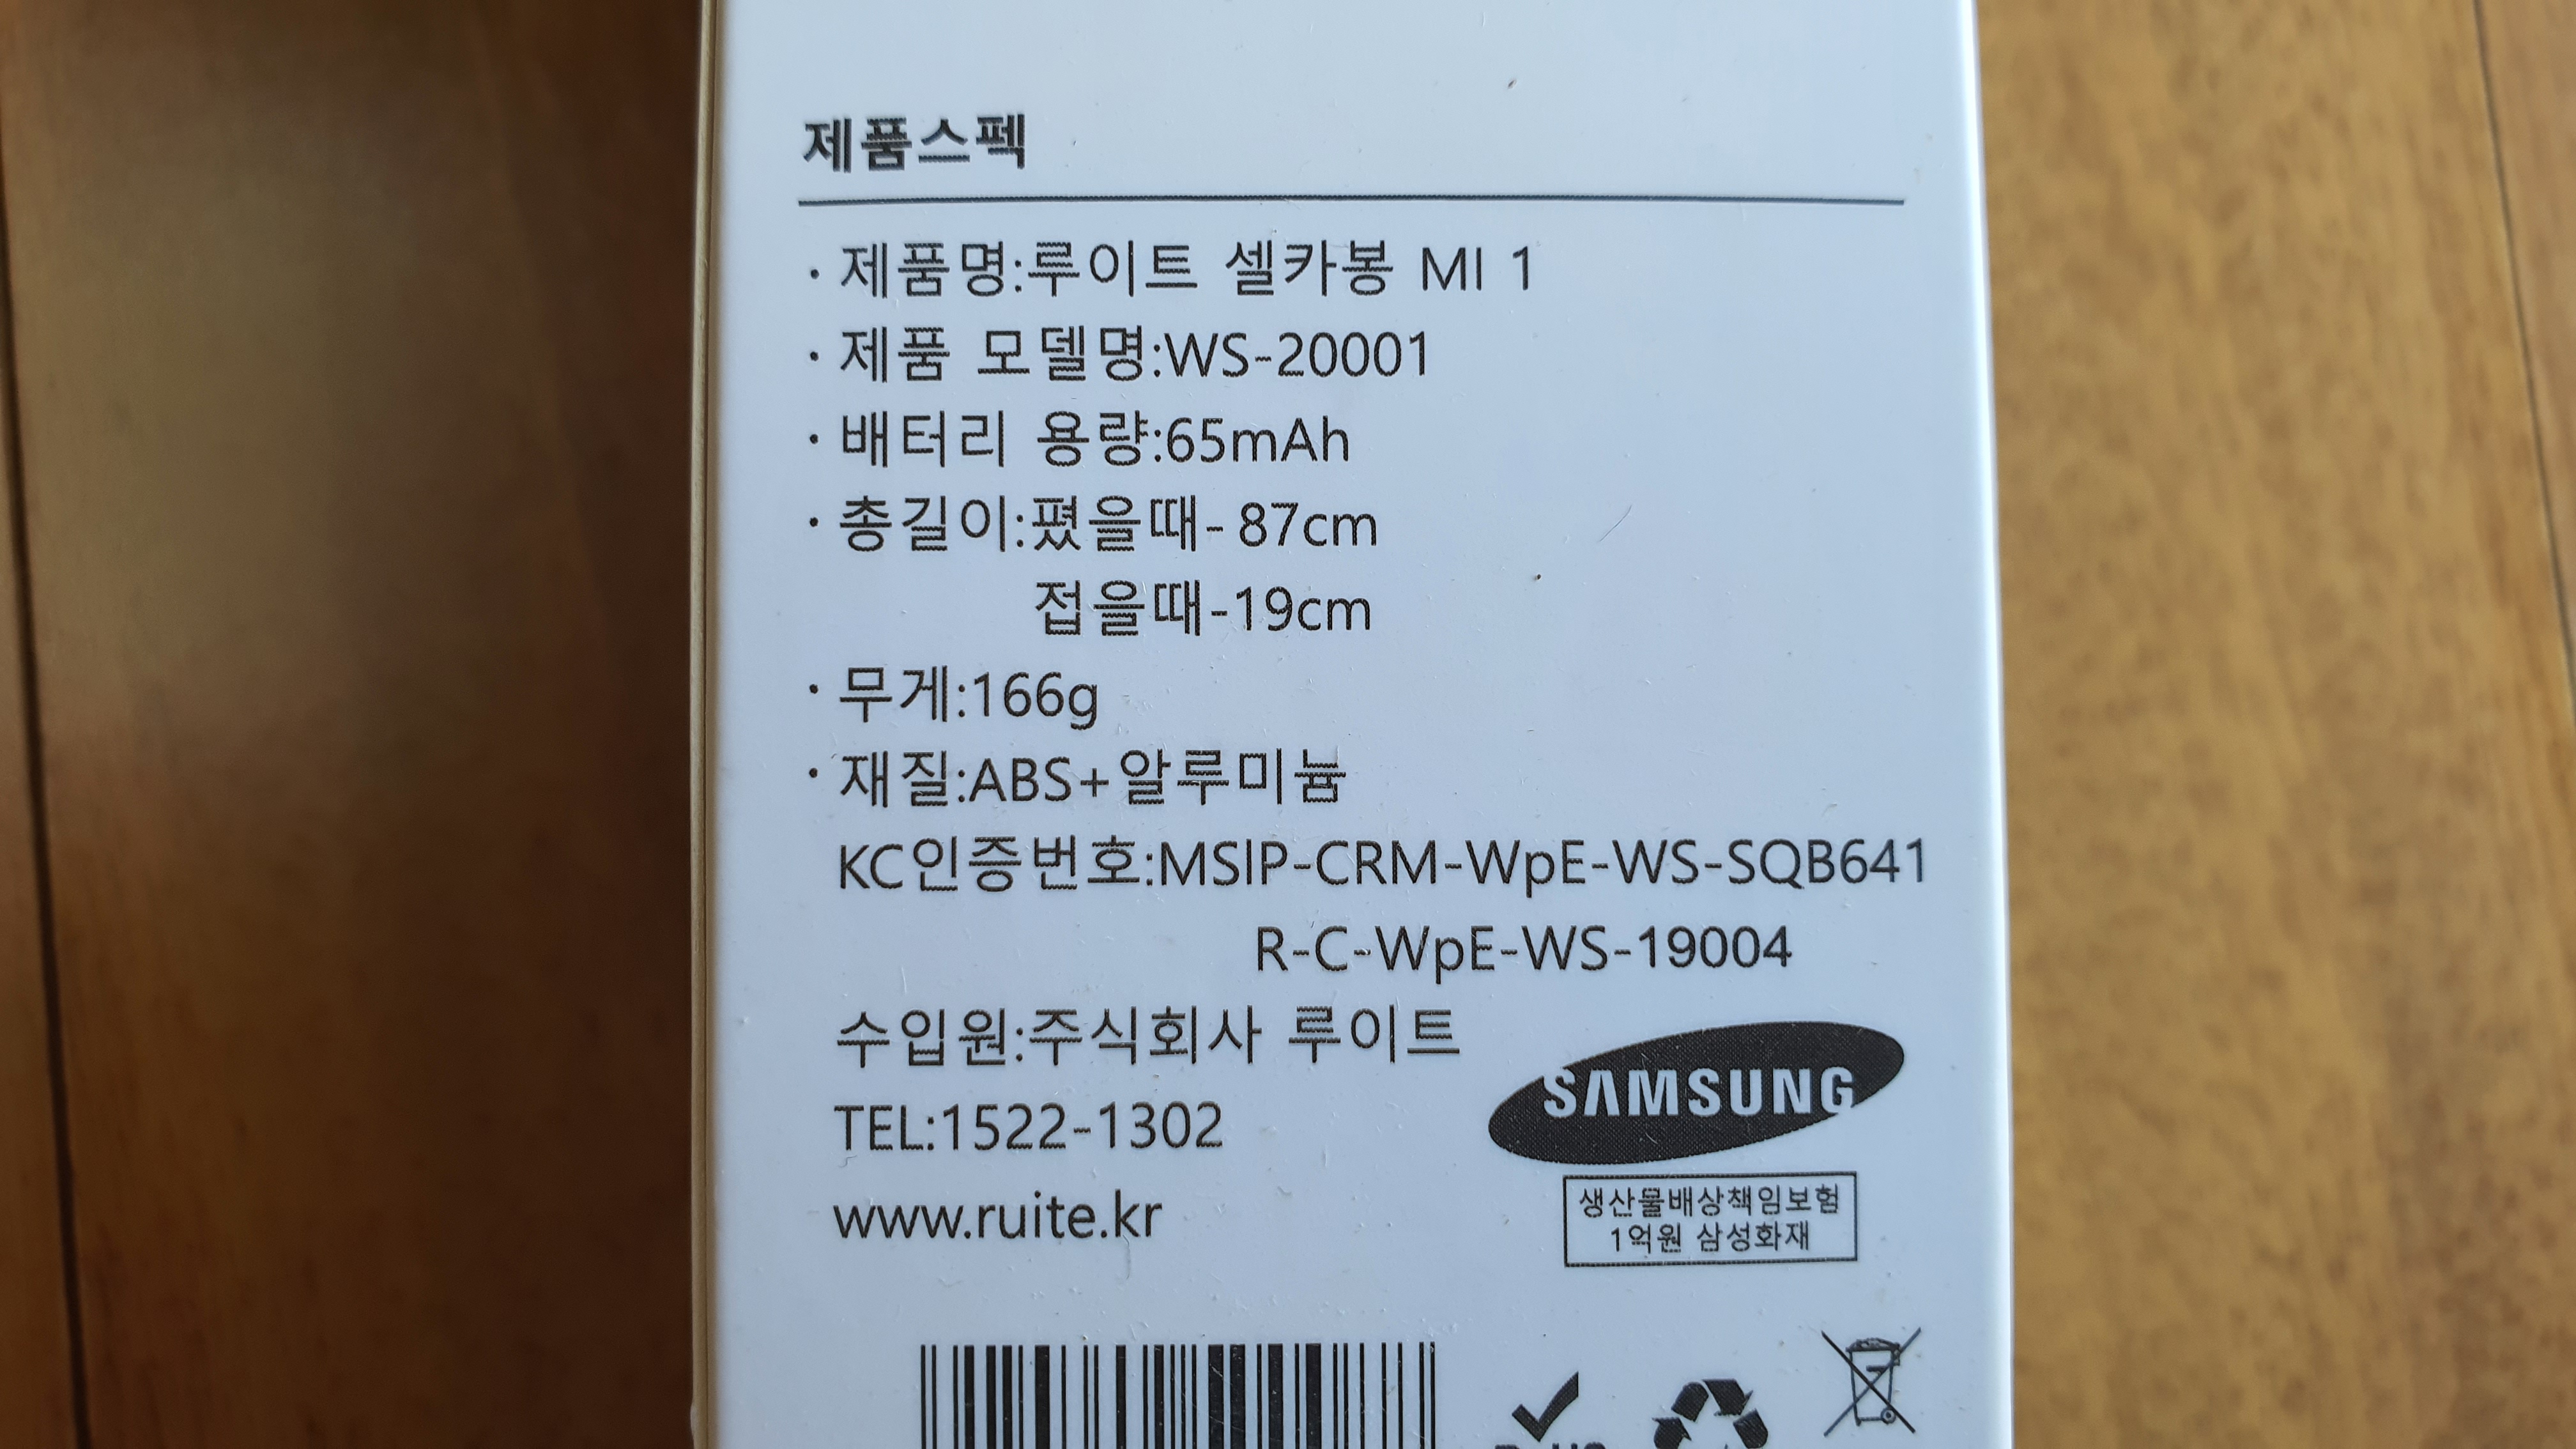 제품스펙
· 제품명:루이트 셀카봉 MI 1
· 제품 모델명:WS-20001
· 배터리 용량:65mAh
· 총길이:폈을때- 87cm
접을때-19cm
· 무게:166g
· 재질:ABS+알루미늄
KC인증번호:MSIP-CRM-WpE-WS-SQB641
R-C-WpE-WS-19004
수입원:주식회사 루이트
SAMSUNG
TEL:1522-1302
생산물배상책임보험
1억원 삼성화재
www.ruite.kr